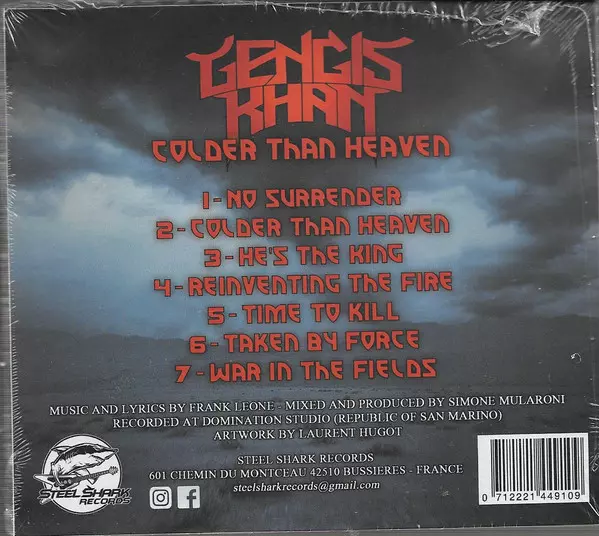 GENGIS
KHAN
COLDER THAN HEAVEN
1 - NO SURRENDER
2 - COLDER THAN HEAVEN
3 - HE'S THE KING
4 - REINVENTING THE FIRE
5 - TIME TO KILL
6 - TAKEN BY FORCE
7 - WAR IN THE FIELDS
MUSIC AND LYRICS BY FRANK LEONE - MIXED AND PRODUCED BY SIMONE MULARONI
RECORDED AT DOMINATION STUDIO (REPUBLIC OF SAN MARINO)
ARTWORK BY LAURENT HUGOT
STEEL SHARK RECORDS
601 CHEMIN DU MONTCEAU 42510 BUSSIERES - FRANCE
steelsharkrecords@gmail.com
STEEL SHARK
RECORDS
0 712221 449109